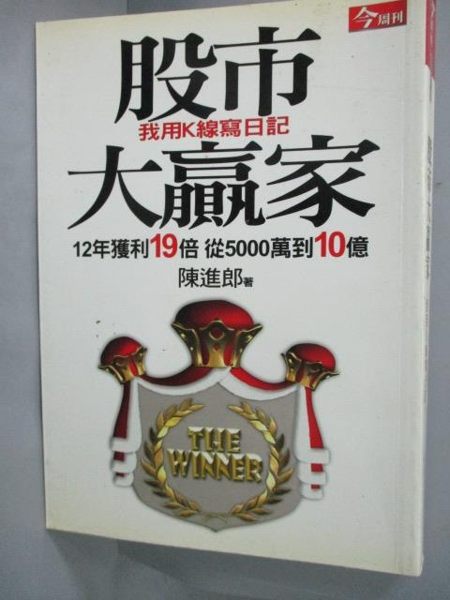 今周刊
股市
我用K線寫日記
大贏家
12年獲利19倍 從5000萬到10億
陳進郎著
THE
WINNER